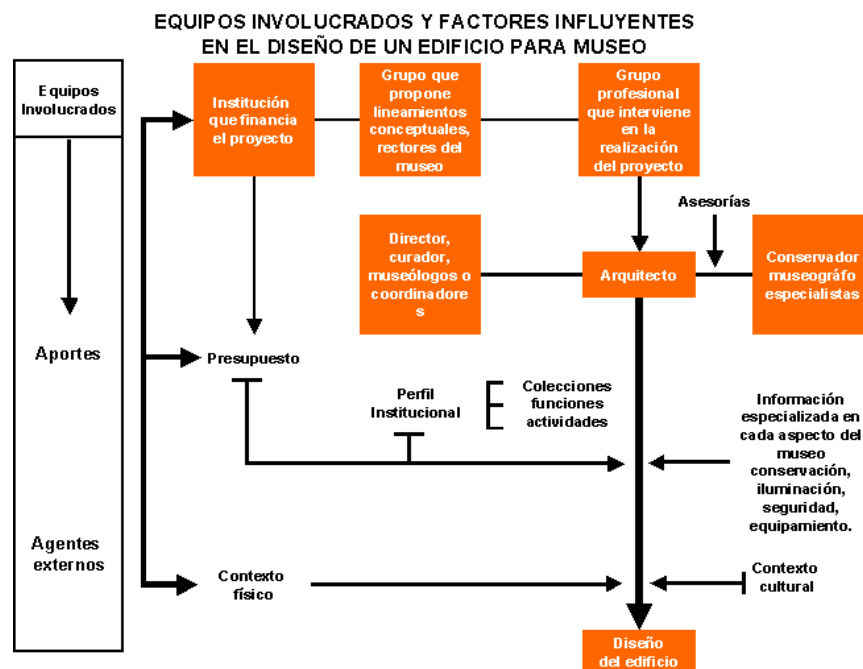 EQUIPOS INVOLUCRADOS Y FACTORES INFLUYENTES
EN EL DISEÑO DE UN EDIFICIO PARA MUSEO
Equipos
Involucrados
Institución
que financia
el proyecto
Grupo que
propone
lineamientos
conceptuales,
rectores del
museo
Grupo
profesional
que interviene
en la
realización
del proyecto
Asesorías
Director,
curador,
museólogos o
coordinadore
s
Arquitecto
Conservador
museográfo
especialistas
Aportes
Presupuesto
Perfil
Institucional
Colecciones
funciones
actividades
Información
especializada en
cada aspecto del
museo
conservación,
iluminación,
seguridad,
equipamiento.
Agentes
externos
Contexto
físico
Contexto
cultural
Diseño
del edificio